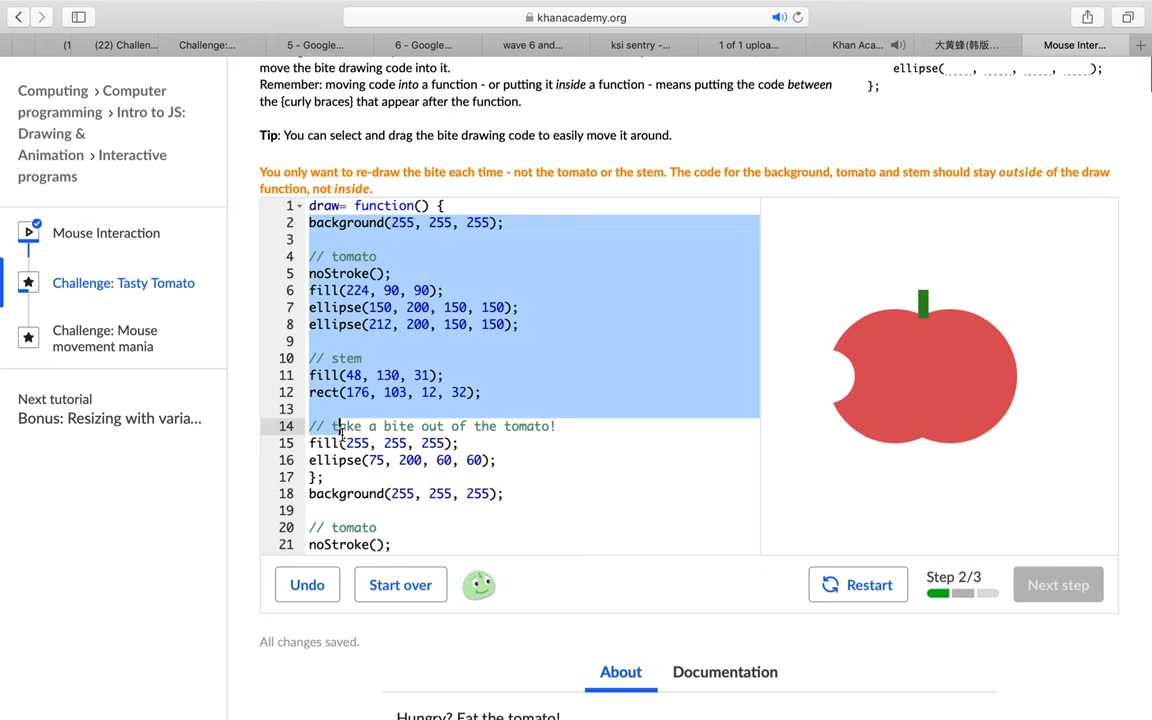 khanacademy.org
(1
(22) Challen...
Challenge:...
5 - Google...
6 - Google...
wave 6 and...
ksi sentry -...
1 of 1 uploa...
Khan Aca...
大黄蜂(韩版...
Mouse Inter...
Computing > Computer
programming > Intro to JS:
Drawing &
Animation > Interactive
programs
Mouse Interaction
Challenge: Tasty Tomato
Challenge: Mouse
movement mania
Next tutorial
Bonus: Resizing with varia...
move the bite drawing code into it.
Remember: moving code into a function - or putting it inside a function - means putting the code between
the {curly braces} that appear after the function.
Tip: You can select and drag the bite drawing code to easily move it around.
ellipse(____, ____, ____, ____);
};
You only want to re-draw the bite each time - not the tomato or the stem. The code for the background, tomato and stem should stay outside of the draw
function, not inside.
1 draw= function() {
2 background(255, 255, 255);
3
4 // tomato
5 noStroke();
6 fill(224, 90, 90);
7 ellipse(150, 200, 150, 150);
8 ellipse(212, 200, 150, 150);
9
10 // stem
11 fill(48, 130, 31);
12 rect(176, 103, 12, 32);
13
14 // take a bite out of the tomato!
15 fill(255, 255, 255);
16 ellipse(75, 200, 60, 60);
17 };
18 background(255, 255, 255);
19
20 // tomato
21 noStroke();
Undo
Start over
Restart
Step 2/3
Next step
All changes saved.
About
Documentation
Hungry? Eat the tomato!